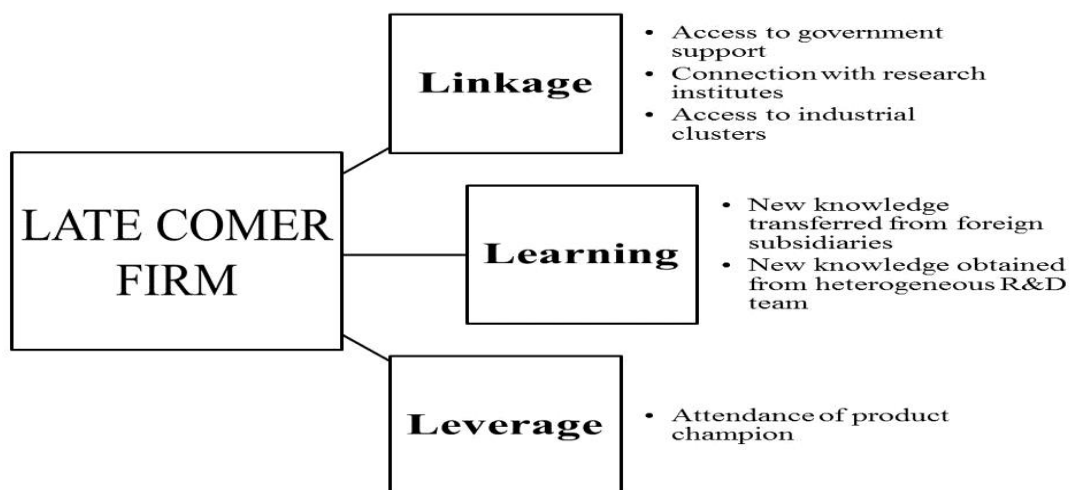 Linkage
• Access to government
support
• Connection with research
institutes
• Access to industrial
clusters
LATE COMER
FIRM
Learning
• New knowledge
transferred from foreign
subsidiaries
• New knowledge obtained
from heterogeneous R&D
team
Leverage
• Attendance of product
champion